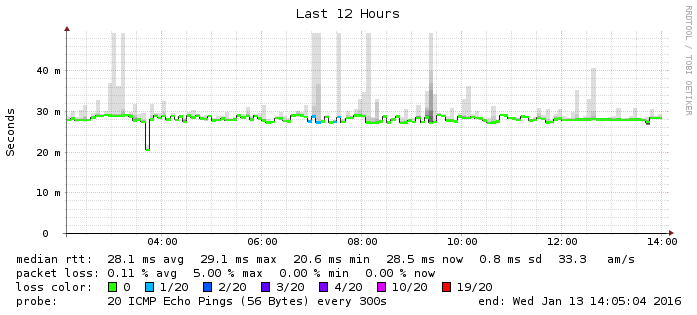 Last 12 Hours
RRDTOOL / TOBI OETIKER
Seconds
40 m
30 m
20 m
10 m
0
04:00 06:00 08:00 10:00 12:00 14:00
median rtt: 28.1 ms avg 29.1 ms max 20.6 ms min 28.5 ms now 0.8 ms sd 33.3 am/s
packet loss: 0.11 % avg 5.00 % max 0.00 % min 0.00 % now
loss color: 0 1/20 2/20 3/20 4/20 10/20 19/20
probe: 20 ICMP Echo Pings (56 Bytes) every 300s end: Wed Jan 13 14:05:04 2016